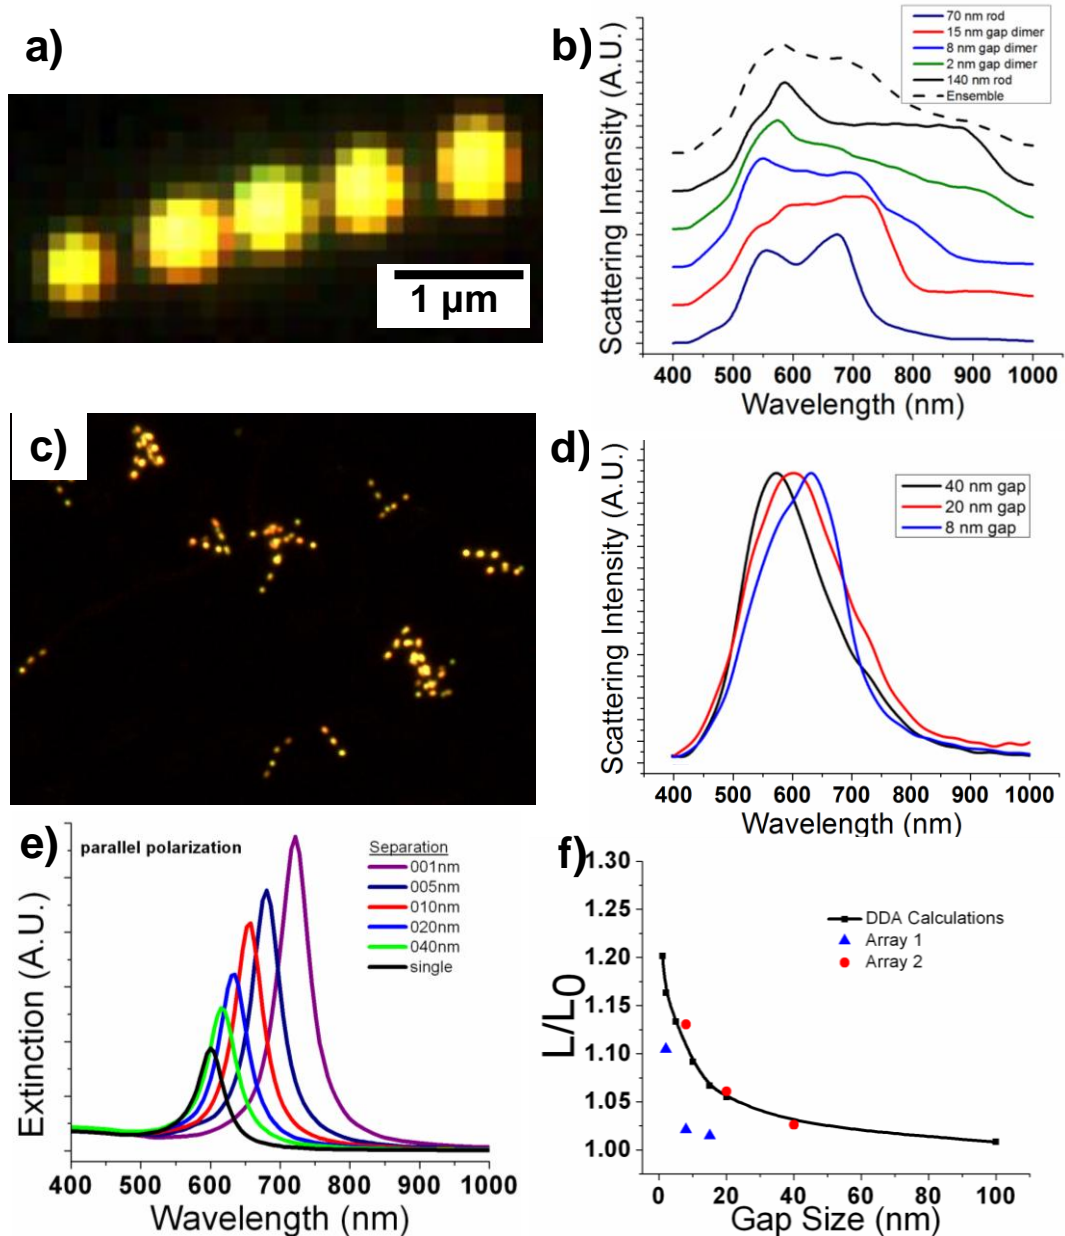 a)
1 µm
b)
Scattering Intensity (A.U.)
70 nm rod
15 nm gap dimer
8 nm gap dimer
2 nm gap dimer
140 nm rod
Ensemble
400 500 600 700 800 900 1000
Wavelength (nm)
c)
d)
Scattering Intensity (A.U.)
40 nm gap
20 nm gap
8 nm gap
400 500 600 700 800 900 1000
Wavelength (nm)
e)
parallel polarization
Separation
001nm
005nm
010nm
020nm
040nm
single
Extinction (A.U.)
400 500 600 700 800 900 1000
Wavelength (nm)
f)
1.30
1.25
1.20
1.15
1.10
1.05
1.00
L/L0
DDA Calculations
Array 1
Array 2
0 20 40 60 80 100
Gap Size (nm)